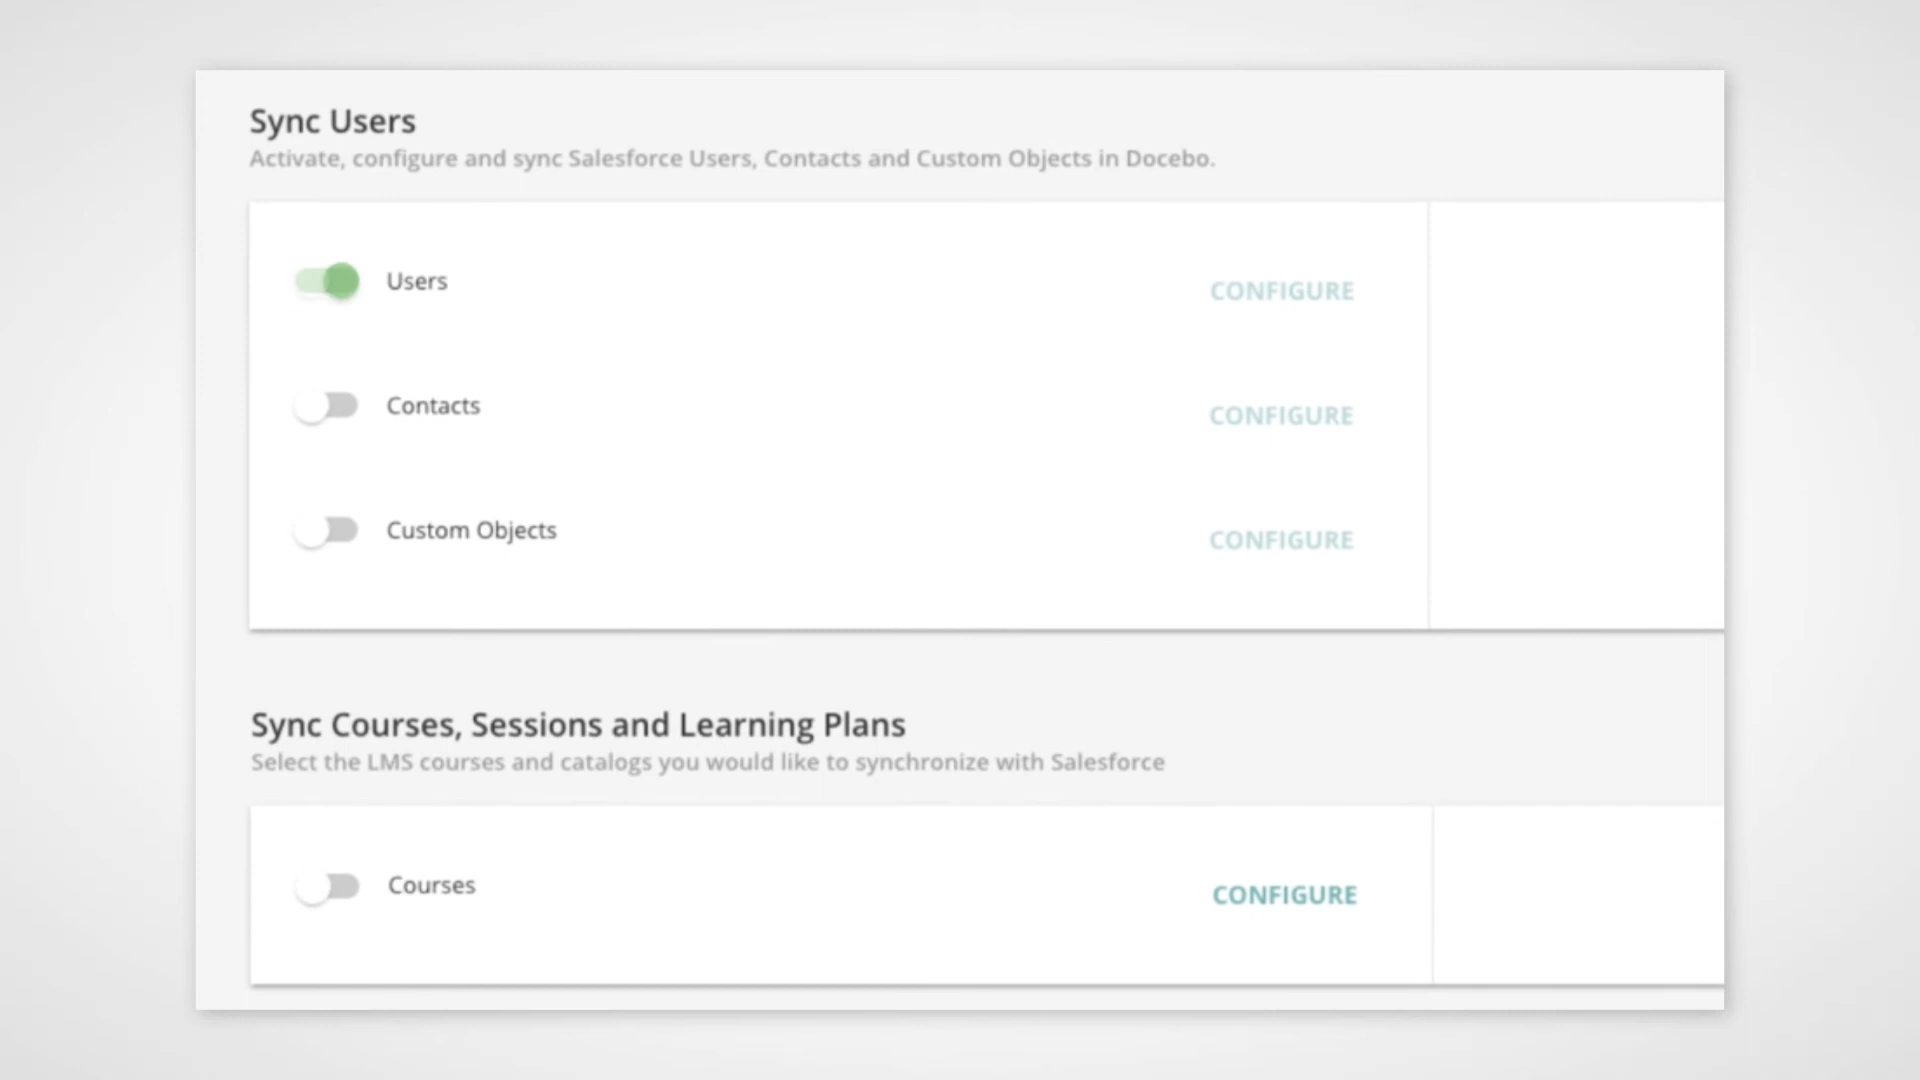 Sync Users
Activate, configure and sync Salesforce Users, Contacts and Custom Objects in Docebo.
Users
CONFIGURE
Contacts
CONFIGURE
Custom Objects
CONFIGURE
Sync Courses, Sessions and Learning Plans
Select the LMS courses and catalogs you would like to synchronize with Salesforce
Courses
CONFIGURE